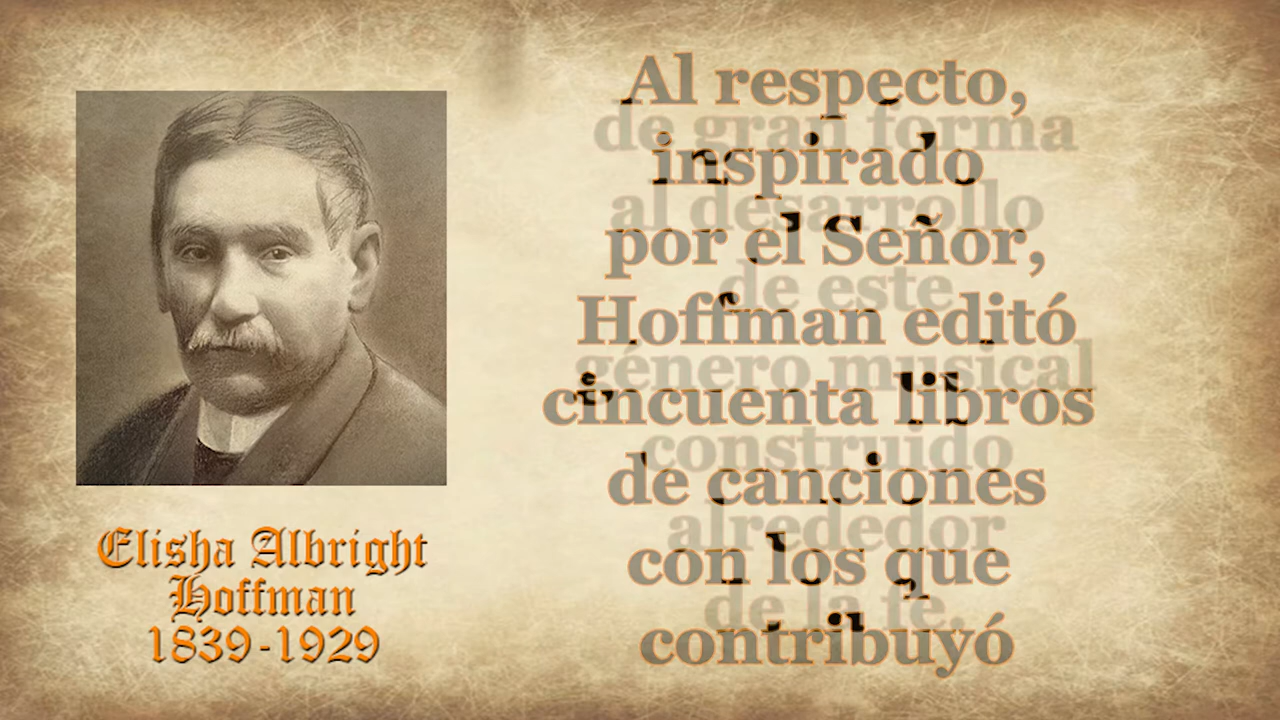 Elisha Albright
Hoffman
1839-1929
Al respecto,
inspirado
por el Señor,
Hoffman editó
cincuenta libros
de canciones
con los que
contribuyó
de gran forma
al desarrollo
de este
género musical
construido
alrededor
de la fe.